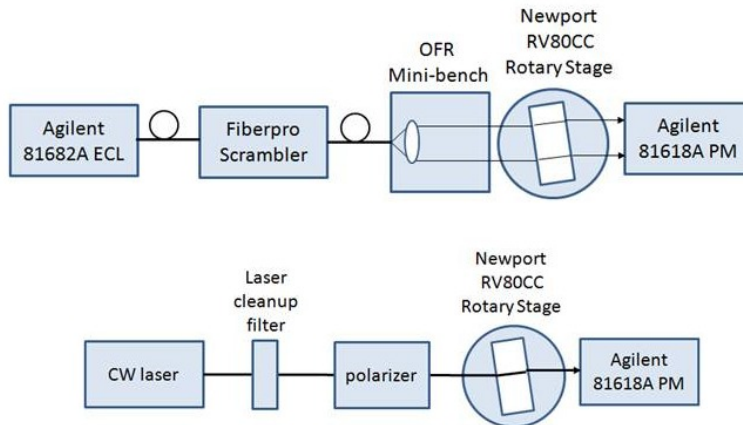 Newport
RV80CC
Rotary Stage
OFR
Mini-bench
Agilent
81682A ECL
Fiberpro
Scrambler
Agilent
81618A PM
Newport
RV80CC
Rotary Stage
Laser
cleanup
filter
CW laser
polarizer
Agilent
81618A PM